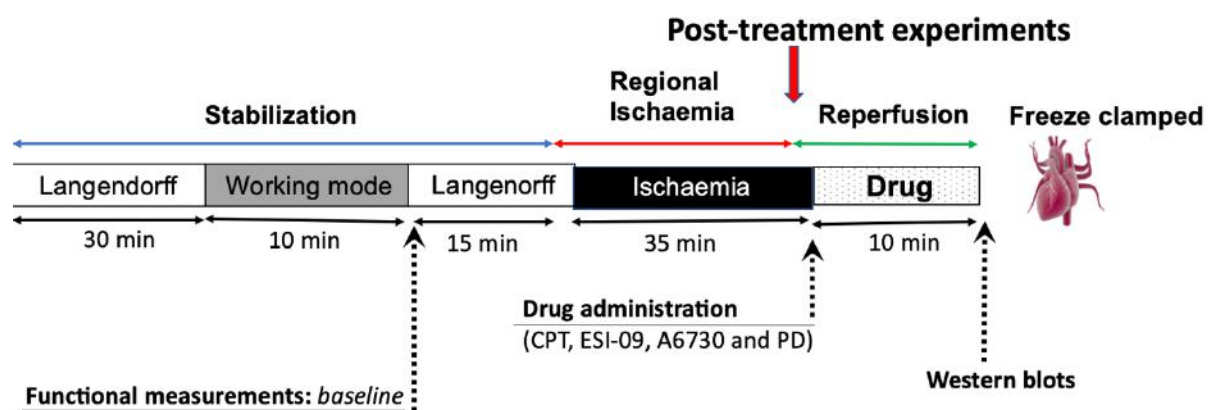 Post-treatment experiments
Regional
Ischaemia
Stabilization
Reperfusion
Freeze clamped
Langendorff
Working mode
Langenorff
Ischaemia
Drug
30 min
10 min
15 min
35 min
10 min
Drug administration
(CPT, ESI-09, A6730 and PD)
Western blots
Functional measurements: baseline